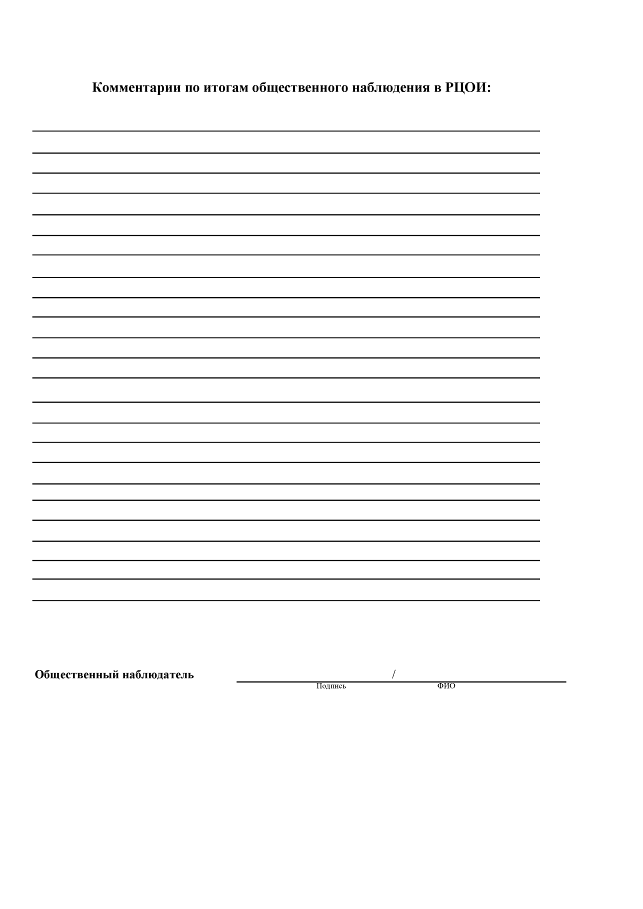 Комментарии по итогам общественного наблюдения в РЦОИ:
Общественный наблюдатель /
Подпись ФИО